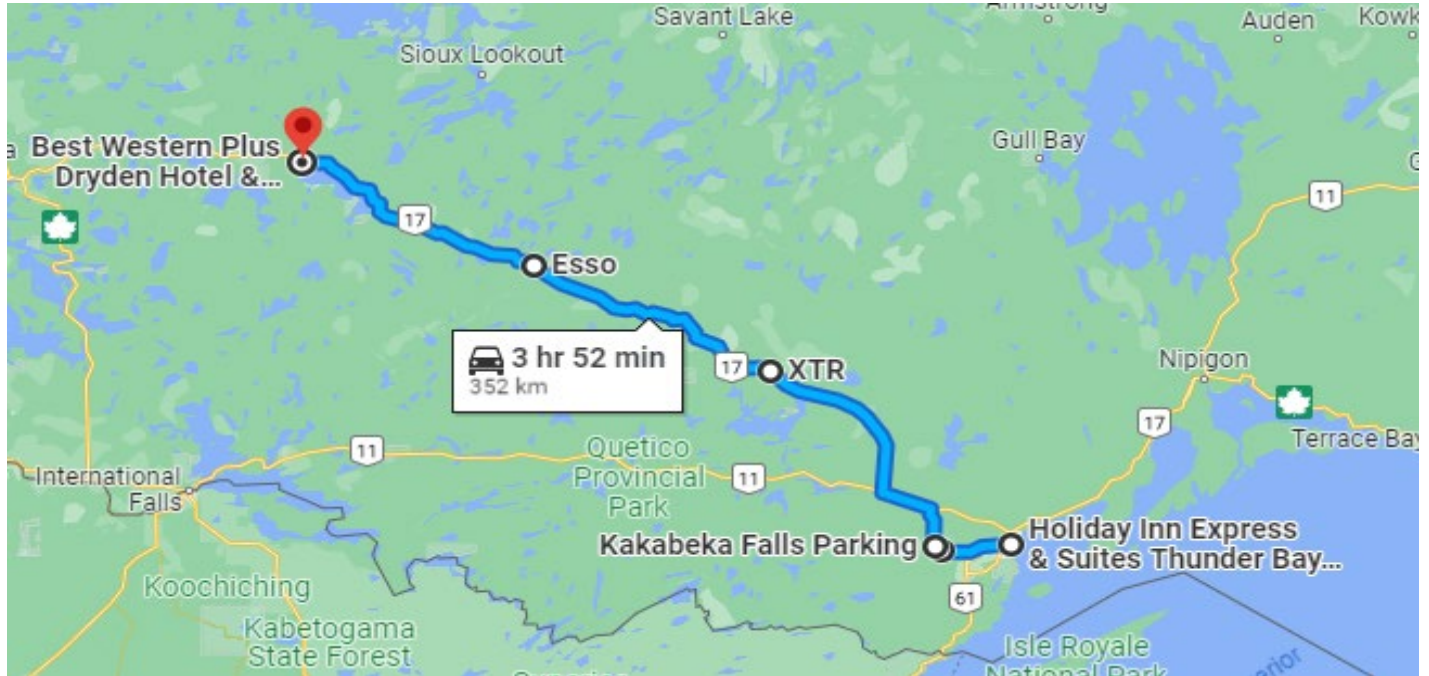 Savant Lake
Auden
Sioux Lookout
Best Western Plus
Dryden Hotel &...
Gull Bay
11
17
Esso
3 hr 52 min
352 km
17
XTR
Nipigon
17
Terrace Bay
11
Quetico
Provincial
Park
11
International
Falls
Kakabeka Falls Parking
Holiday Inn Express
& Suites Thunder Bay...
61
Koochiching
Kabetogama
State Forest
Isle Royale
National Park